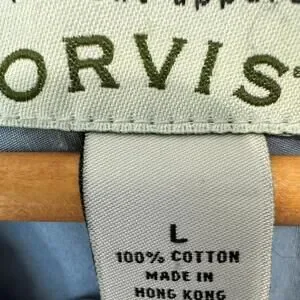 ORVIS
L
100% COTTON
MADE IN
HONG KONG